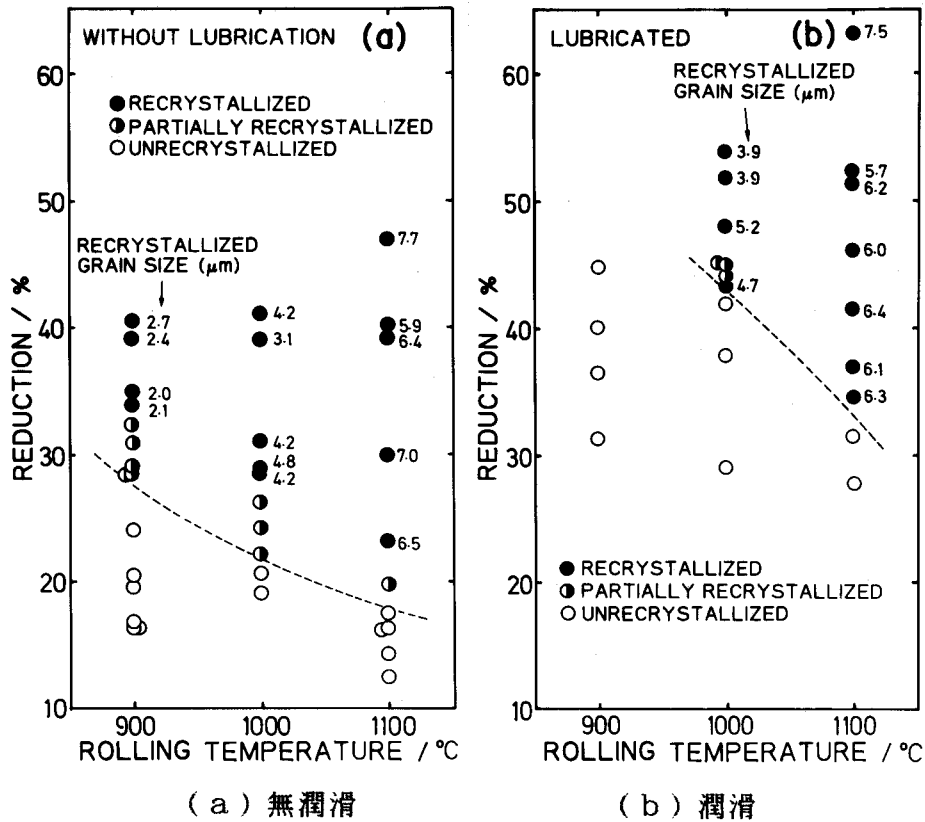 WITHOUT LUBRICATION (a)
● RECRYSTALLIZED
◑ PARTIALLY RECRYSTALLIZED
○ UNRECRYSTALLIZED
RECRYSTALLIZED
GRAIN SIZE (μm)
REDUCTION / %
60
50
40
30
20
10
2.7
2.4
2.0
2.1
4.2
3.1
4.2
4.8
4.2
7.7
5.9
6.4
7.0
6.5
900 1000 1100
ROLLING TEMPERATURE / °C
(a)無潤滑
LUBRICATED (b)
RECRYSTALLIZED
GRAIN SIZE (μm)
REDUCTION / %
60
50
40
30
20
10
3.9
3.9
5.2
4.7
7.5
5.7
6.2
6.0
6.4
6.1
6.3
● RECRYSTALLIZED
◑ PARTIALLY RECRYSTALLIZED
○ UNRECRYSTALLIZED
900 1000 1100
ROLLING TEMPERATURE / °C
(b)潤滑